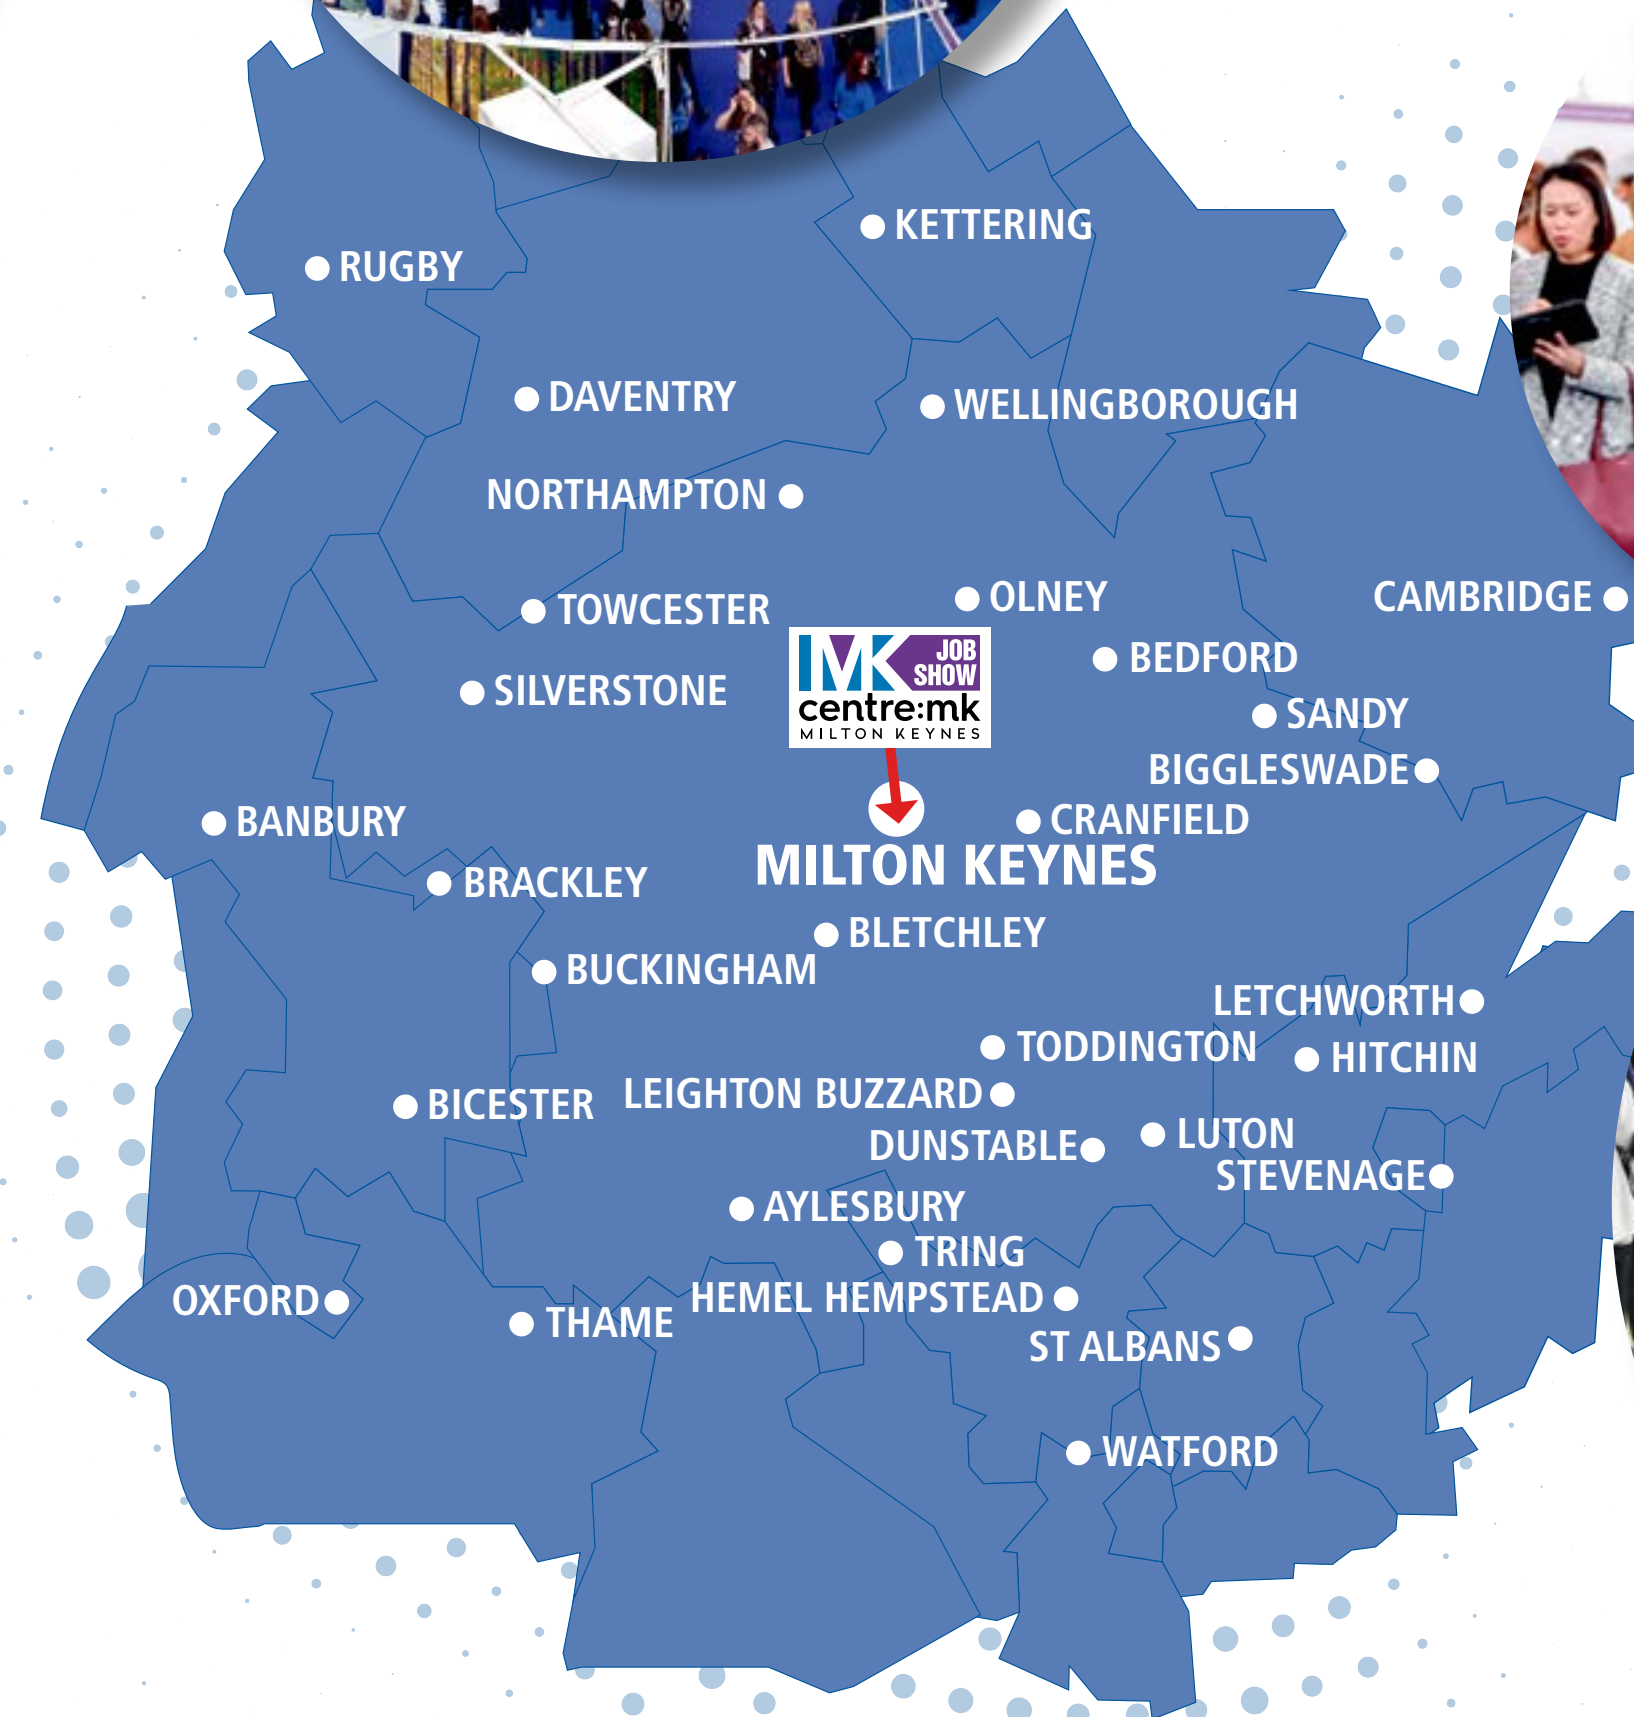 KETTERING
RUGBY
DAVENTRY
WELLINGBOROUGH
NORTHAMPTON
OLNEY
CAMBRIDGE
TOWCESTER
IMK JOB SHOW
centre:mk
MILTON KEYNES
BEDFORD
SILVERSTONE
SANDY
BIGGLESWADE
BANBURY
CRANFIELD
MILTON KEYNES
BRACKLEY
BLETCHLEY
BUCKINGHAM
LETCHWORTH
TODDINGTON
HITCHIN
LEIGHTON BUZZARD
BICESTER
LUTON
DUNSTABLE
STEVENAGE
AYLESBURY
TRING
HEMEL HEMPSTEAD
OXFORD
THAME
ST ALBANS
WATFORD